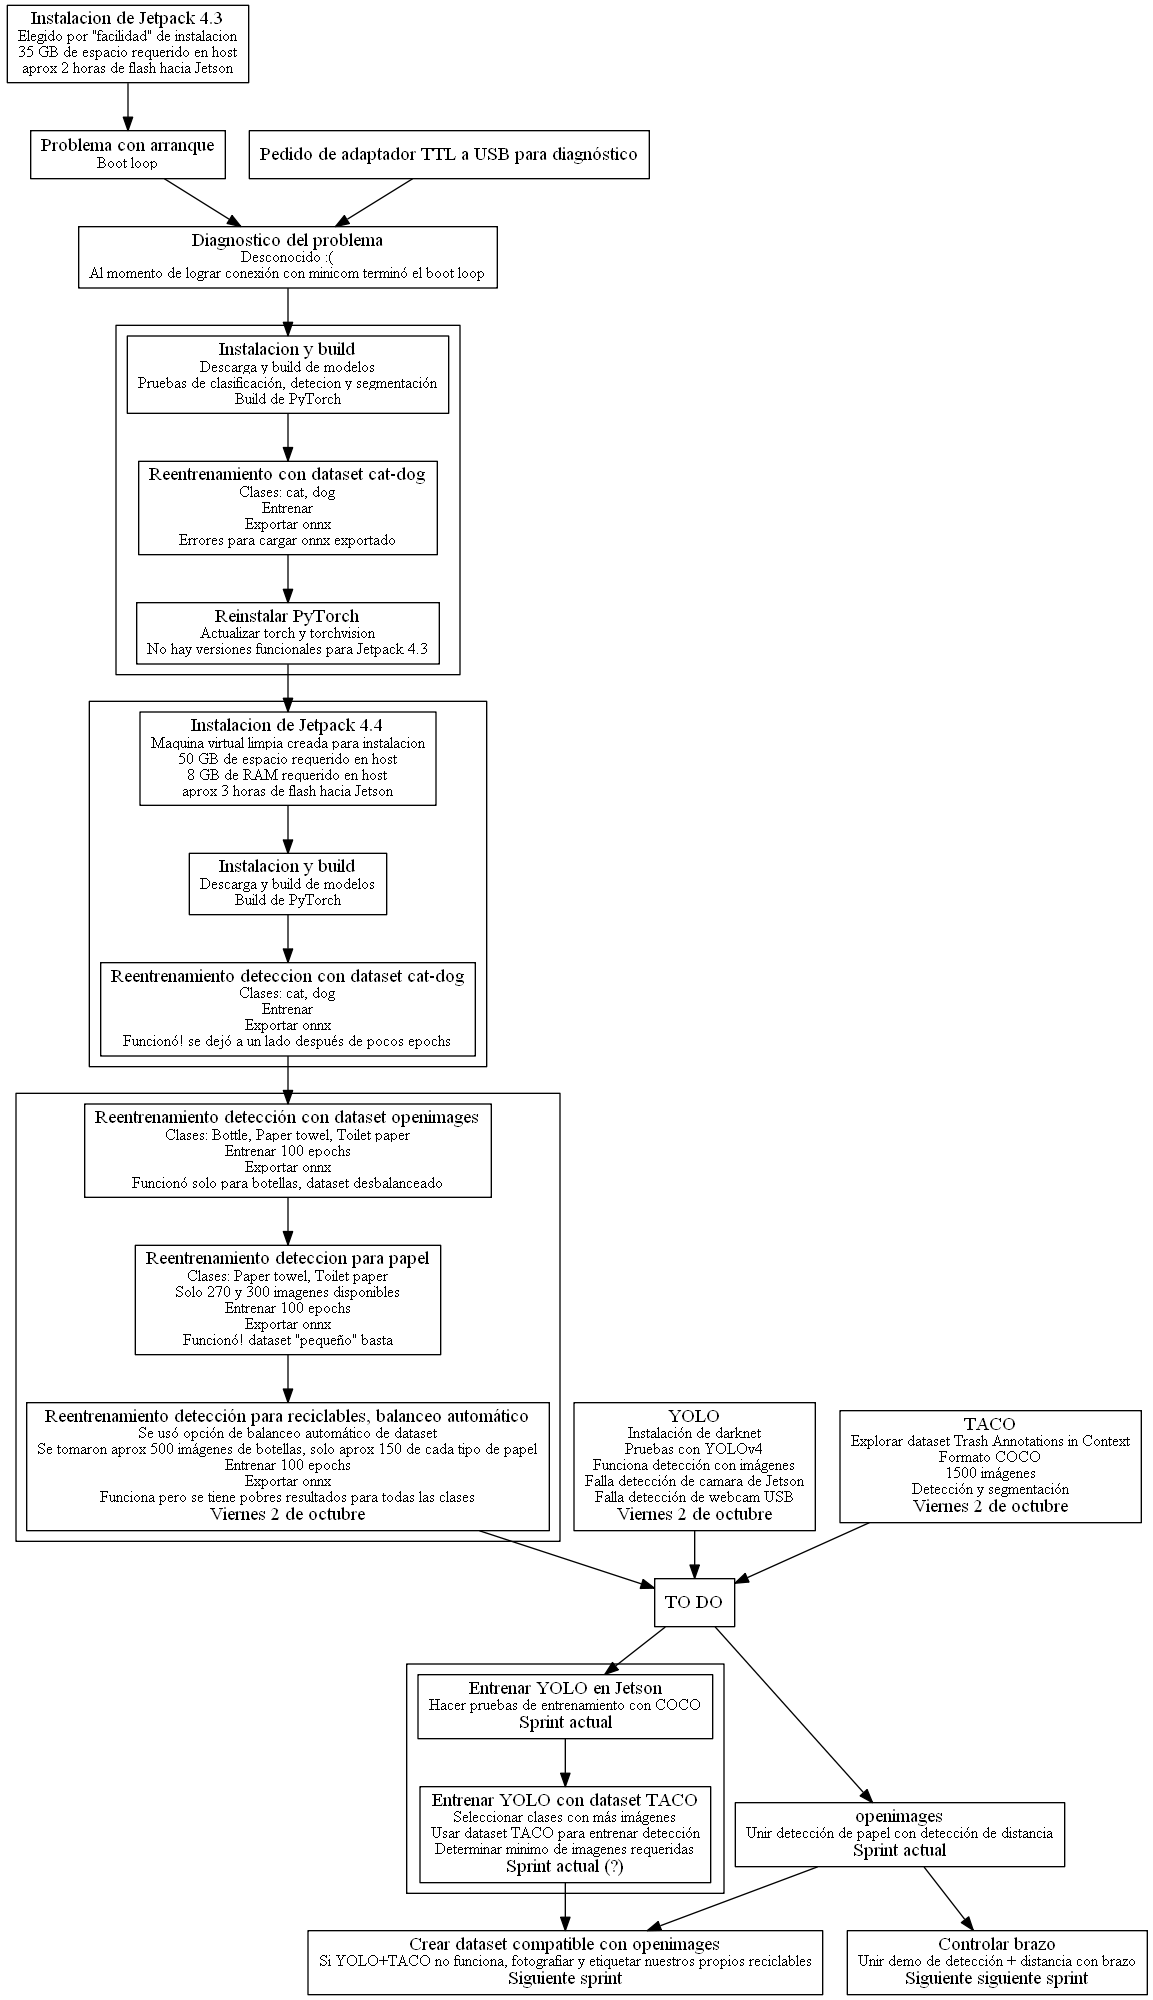 Instalacion de Jetpack 4.3
Elegido por "facilidad" de instalacion
35 GB de espacio requerido en host
aprox 2 horas de flash hacia Jetson
Problema con arranque
Boot loop
Pedido de adaptador TTL a USB para diagnóstico
Diagnostico del problema
Desconocido :(
Al momento de lograr conexión con minicom terminó el boot loop
Instalacion y build
Descarga y build de modelos
Pruebas de clasificación, detecion y segmentación
Build de PyTorch
Reentrenamiento con dataset cat-dog
Clases: cat, dog
Entrenar
Exportar onnx
Errores para cargar onnx exportado
Reinstalar PyTorch
Actualizar torch y torchvision
No hay versiones funcionales para Jetpack 4.3
Instalacion de Jetpack 4.4
Maquina virtual limpia creada para instalacion
50 GB de espacio requerido en host
8 GB de RAM requerido en host
aprox 3 horas de flash hacia Jetson
Instalacion y build
Descarga y build de modelos
Build de PyTorch
Reentrenamiento deteccion con dataset cat-dog
Clases: cat, dog
Entrenar
Exportar onnx
Funcionó! se dejó a un lado después de pocos epochs
Reentrenamiento detección con dataset openimages
Clases: Bottle, Paper towel, Toilet paper
Entrenar 100 epochs
Exportar onnx
Funcionó solo para botellas, dataset desbalanceado
Reentrenamiento deteccion para papel
Clases: Paper towel, Toilet paper
Solo 270 y 300 imagenes disponibles
Entrenar 100 epochs
Exportar onnx
Funcionó! dataset "pequeño" basta
Reentrenamiento detección para reciclables, balanceo automático
Se usó opción de balanceo automático de dataset
Se tomaron aprox 500 imágenes de botellas, solo aprox 150 de cada tipo de papel
Entrenar 100 epochs
Exportar onnx
Funciona pero se tiene pobres resultados para todas las clases
Viernes 2 de octubre
YOLO
Instalación de darknet
Pruebas con YOLOv4
Funciona detección con imágenes
Falla detección de camara de Jetson
Falla detección de webcam USB
Viernes 2 de octubre
TACO
Explorar dataset Trash Annotations in Context
Formato COCO
1500 imágenes
Detección y segmentación
Viernes 2 de octubre
TO DO
Entrenar YOLO en Jetson
Hacer pruebas de entrenamiento con COCO
Sprint actual
Entrenar YOLO con dataset TACO
Seleccionar clases con más imágenes
Usar dataset TACO para entrenar detección
Determinar minimo de imagenes requeridas
Sprint actual (?)
openimages
Unir detección de papel con detección de distancia
Sprint actual
Crear dataset compatible con openimages
Si YOLO+TACO no funciona, fotografiar y etiquetar nuestros propios reciclables
Siguiente sprint
Controlar brazo
Unir demo de detección + distancia con brazo
Siguiente siguiente sprint